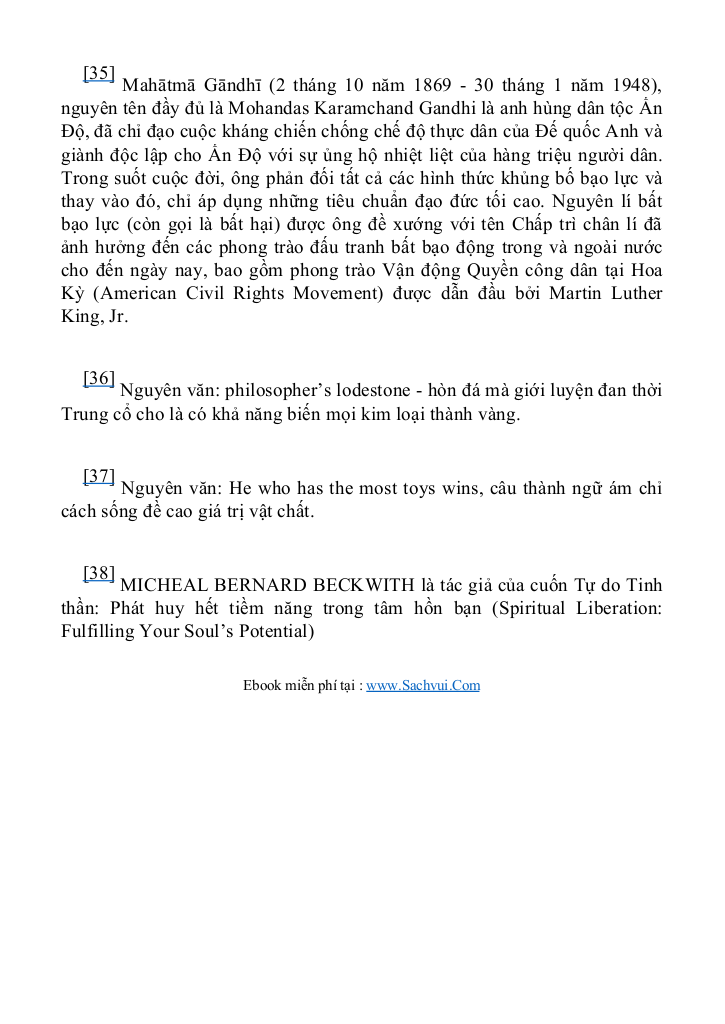 [35] Mahātmā Gāndhī (2 tháng 10 năm 1869 - 30 tháng 1 năm 1948),
nguyên tên đầy đủ là Mohandas Karamchand Gandhi là anh hùng dân tộc Ấn
Độ, đã chỉ đạo cuộc kháng chiến chống chế độ thực dân của Đế quốc Anh và
giành độc lập cho Ấn Độ với sự ủng hộ nhiệt liệt của hàng triệu người dân.
Trong suốt cuộc đời, ông phản đối tất cả các hình thức khủng bố bạo lực và
thay vào đó, chỉ áp dụng những tiêu chuẩn đạo đức tối cao. Nguyên lí bất
bạo lực (còn gọi là bất hại) được ông đề xướng với tên Chấp trì chân lí đã
ảnh hưởng đến các phong trào đấu tranh bất bạo động trong và ngoài nước
cho đến ngày nay, bao gồm phong trào Vận động Quyền công dân tại Hoa
Kỳ (American Civil Rights Movement) được dẫn đầu bởi Martin Luther
King, Jr.
[36] Nguyên văn: philosopher’s lodestone - hòn đá mà giới luyện đan thời
Trung cổ cho là có khả năng biến mọi kim loại thành vàng.
[37] Nguyên văn: He who has the most toys wins, câu thành ngữ ám chỉ
cách sống đề cao giá trị vật chất.
[38] MICHEAL BERNARD BECKWITH là tác giả của cuốn Tự do Tinh
thần: Phát huy hết tiềm năng trong tâm hồn bạn (Spiritual Liberation:
Fulfilling Your Soul’s Potential)
Ebook miễn phí tại : www.Sachvui.Com